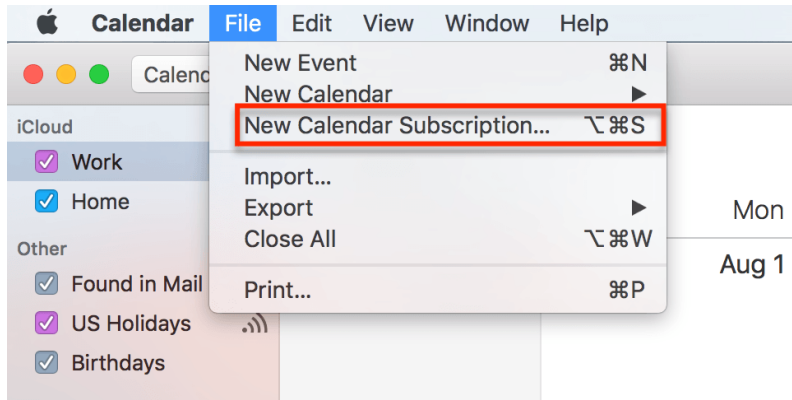 Calendar File Edit View Window Help
Calenc
New Event ⌘N
New Calendar ▶
New Calendar Subscription... ⌥⌘S
Import...
Export ▶
Close All ⌥⌘W
Print... ⌘P
iCloud
Work
Home
Other
Found in Mail
US Holidays
Birthdays
Mon
Aug 1